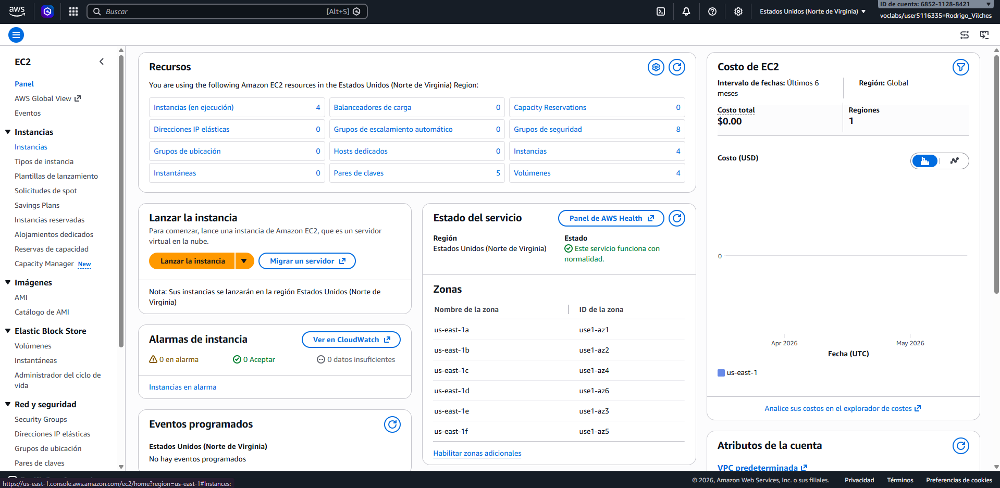 aws
Buscar
[Alt+S]
Estados Unidos (Norte de Virginia)
ID de cuenta: 6852-1128-8421
voclabs/user5116335=Rodrigo_Vilches
EC2
Panel
AWS Global View
Eventos
Instancias
Instancias
Tipos de instancia
Plantillas de lanzamiento
Solicitudes de spot
Savings Plans
Instancias reservadas
Alojamientos dedicados
Reservas de capacidad
Capacity Manager New
Imágenes
AMI
Catálogo de AMI
Elastic Block Store
Volúmenes
Instantáneas
Administrador del ciclo de
vida
Red y seguridad
Security Groups
Direcciones IP elásticas
Grupos de ubicación
Pares de claves
Recursos
You are using the following Amazon EC2 resources in the Estados Unidos (Norte de Virginia) Region:
Instancias (en ejecución) 4
Balanceadores de carga 0
Capacity Reservations 0
Direcciones IP elásticas 0
Grupos de escalamiento automático 0
Grupos de seguridad 8
Grupos de ubicación 0
Hosts dedicados 0
Instancias 4
Instantáneas 0
Pares de claves 5
Volúmenes 4
Lanzar la instancia
Para comenzar, lance una instancia de Amazon EC2, que es un servidor
virtual en la nube.
Lanzar la instancia
Migrar un servidor
Nota: Sus instancias se lanzarán en la región Estados Unidos (Norte de
Virginia)
Alarmas de instancia
Ver en CloudWatch
0 en alarma
0 Aceptar
0 datos insuficientes
Instancias en alarma
Eventos programados
Estados Unidos (Norte de Virginia)
No hay eventos programados
Estado del servicio
Panel de AWS Health
Región
Estados Unidos (Norte de Virginia)
Estado
Este servicio funciona con
normalidad.
Zonas
Nombre de la zona
ID de la zona
us-east-1a use1-az1
us-east-1b use1-az2
us-east-1c use1-az4
us-east-1d use1-az6
us-east-1e use1-az3
us-east-1f use1-az5
Habilitar zonas adicionales
Costo de EC2
Intervalo de fechas: Últimos 6
meses
Región: Global
Costo total
$0.00
Regiones
1
Costo (USD)
0
Apr 2026
May 2026
Fecha (UTC)
us-east-1
Analice sus costos en el explorador de costes
Atributos de la cuenta
VPC predeterminada
https://us-east-1.console.aws.amazon.com/ec2/home?region=us-east-1#Instances:
© 2026, Amazon Web Services, Inc. o sus filiales.
Privacidad
Términos
Preferencias de cookies